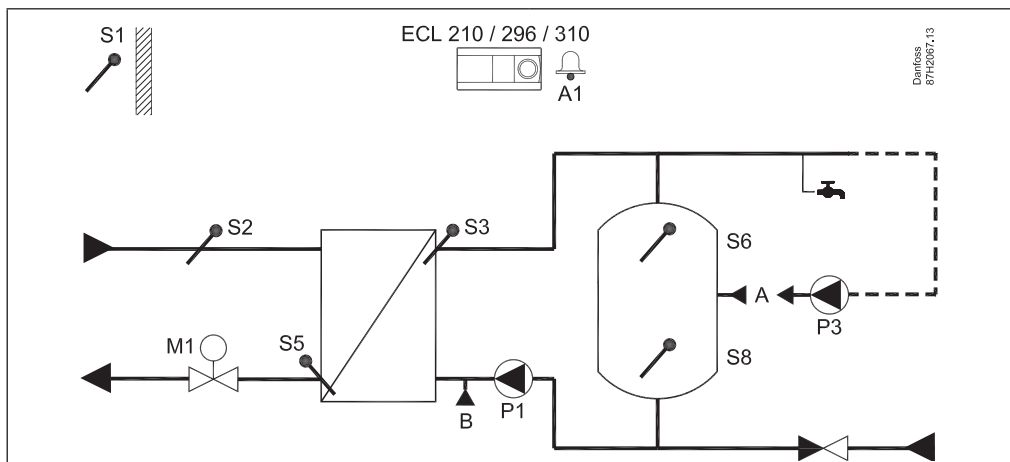 S1
ECL 210 / 296 / 310
A1
Danfoss
87H2067.13
S2
S3
S6
A
P3
M1
S5
S8
B
P1